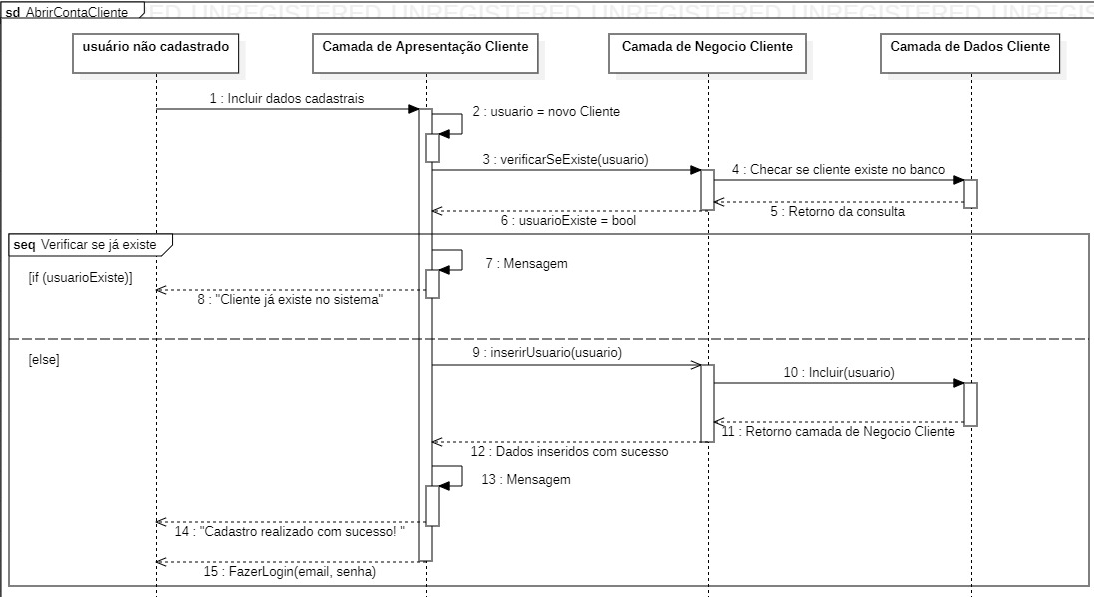 sd AbrirContaCliente
ED UNREGISTERED UNREGISTERED UNREGISTERED UNREGIS
usuário não cadastrado
Camada de Apresentação Cliente
Camada de Negocio Cliente
Camada de Dados Cliente
1 : Incluir dados cadastrais
2 : usuario = novo Cliente
3 : verificarSeExiste(usuario)
4 : Checar se cliente existe no banco
5 : Retorno da consulta
6 : usuarioExiste = bool
seq Verificar se já existe
[if (usuarioExiste)]
7 : Mensagem
8 : "Cliente já existe no sistema"
[else]
9 : inserirUsuario(usuario)
10 : Incluir(usuario)
11 : Retorno camada de Negocio Cliente
12 : Dados inseridos com sucesso
13 : Mensagem
14 : "Cadastro realizado com sucesso! "
15 : FazerLogin(email, senha)